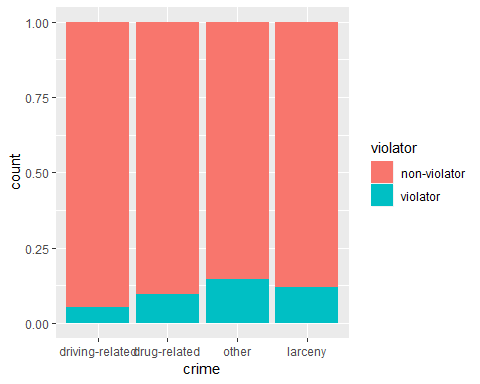 1.00
0.75
0.50
0.25
0.00
count
driving-related drug-related other larceny
crime
violator
non-violator
violator